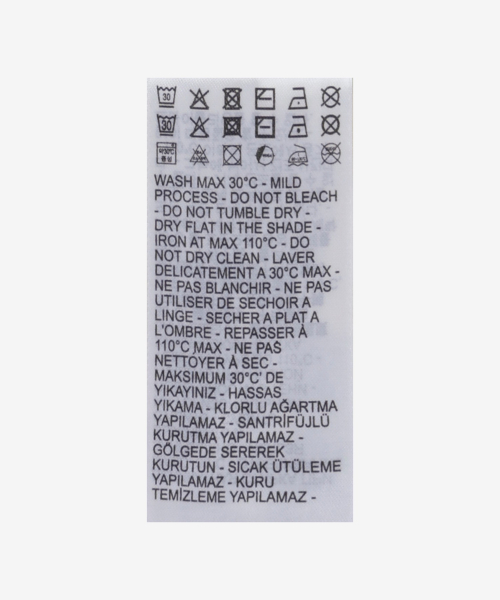 30
30
WASH MAX 30°C - MILD
PROCESS - DO NOT BLEACH
- DO NOT TUMBLE DRY -
DRY FLAT IN THE SHADE -
IRON AT MAX 110°C - DO
NOT DRY CLEAN - LAVER
DELICATEMENT A 30°C MAX -
NE PAS BLANCHIR - NE PAS
UTILISER DE SECHOIR A
LINGE - SECHER A PLAT A
L'OMBRE - REPASSER À
110°C MAX - NE PAS
NETTOYER À SEC -
MAKSIMUM 30°C' DE
YIKAYINIZ - HASSAS
YIKAMA - KLORLU AĞARTMA
YAPILAMAZ - SANTRİFÜJLÜ
KURUTMA YAPILAMAZ -
GÖLGEDE SEREREK
KURUTUN - SICAK ÜTÜLEME
YAPILAMAZ - KURU
TEMİZLEME YAPILAMAZ -